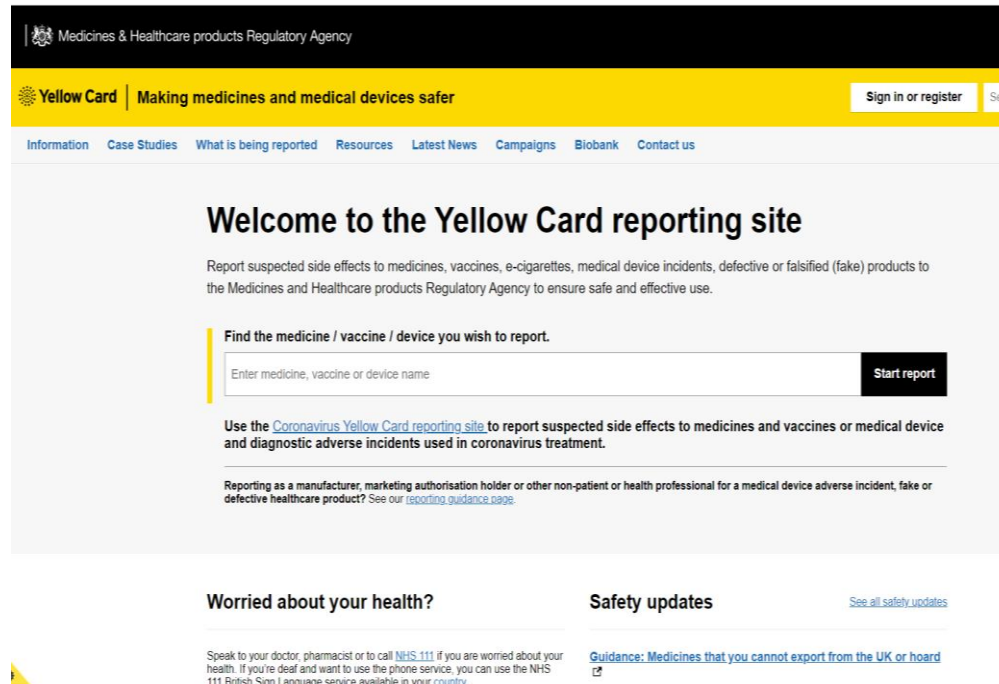 Medicines & Healthcare products Regulatory Agency
Yellow Card | Making medicines and medical devices safer
Sign in or register
Information Case Studies What is being reported Resources Latest News Campaigns Biobank Contact us
Welcome to the Yellow Card reporting site
Report suspected side effects to medicines, vaccines, e-cigarettes, medical device incidents, defective or falsified (fake) products to
the Medicines and Healthcare products Regulatory Agency to ensure safe and effective use.
Find the medicine / vaccine / device you wish to report.
Enter medicine, vaccine or device name
Start report
Use the Coronavirus Yellow Card reporting site to report suspected side effects to medicines and vaccines or medical device
and diagnostic adverse incidents used in coronavirus treatment.
Reporting as a manufacturer, marketing authorisation holder or other non-patient or health professional for a medical device adverse incident, fake or
defective healthcare product? See our reporting guidance page.
Worried about your health?
Speak to your doctor, pharmacist or to call NHS 111 if you are worried about your
health. If you're deaf and want to use the phone service, you can use the NHS
111 British Sign Language service available in your country.
Safety updates
See all safety updates
Guidance: Medicines that you cannot export from the UK or hoard